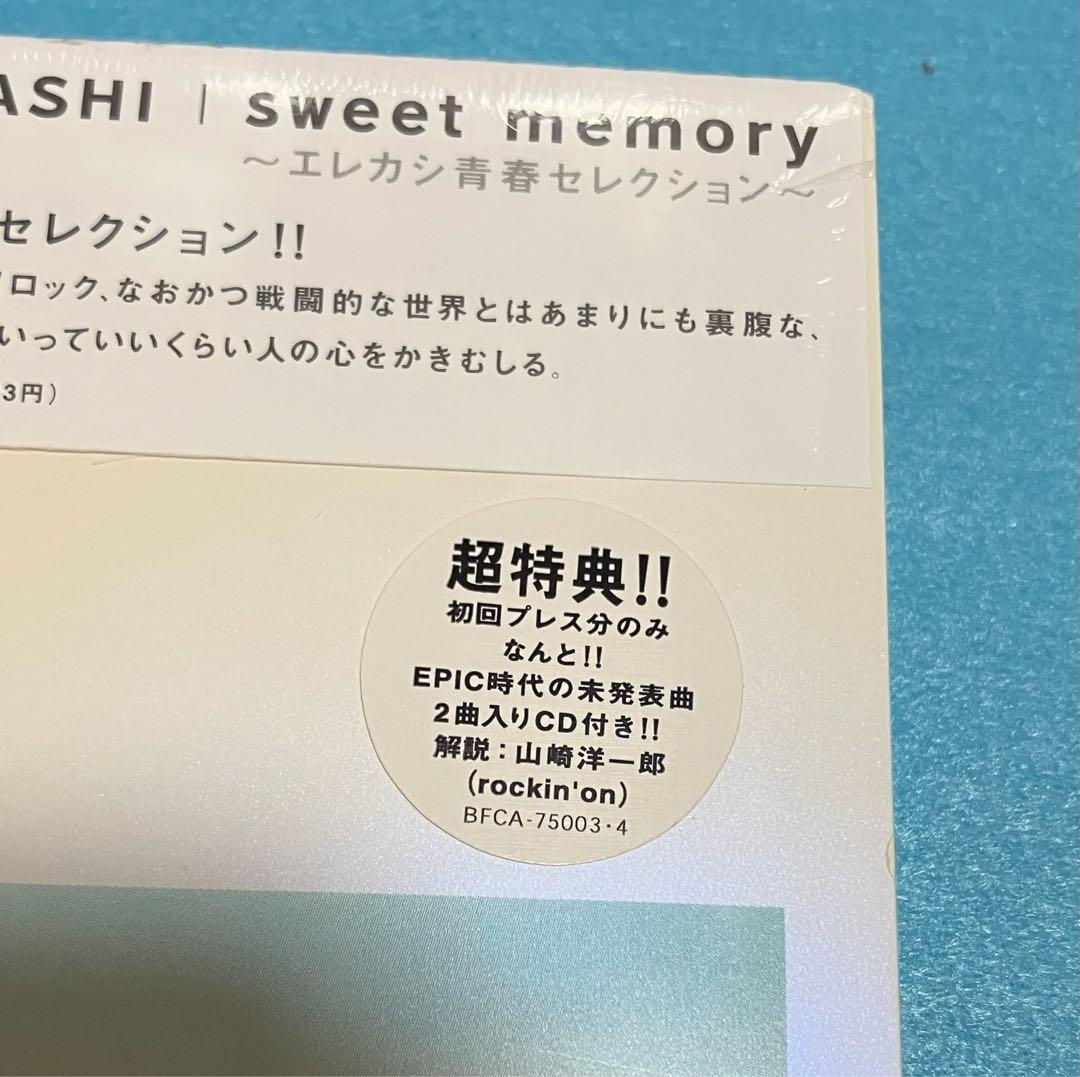 ASHI | sweet memory
～エレカシ青春セレクション～
セレクション!!
ロック、なおかつ戦闘的な世界とはあまりにも裏腹な、
いっていいくらい人の心をかきむしる。
3円）
超特典!!
初回プレス分のみ
なんと!!
EPIC時代の未発表曲
2曲入りCD付き!!
解説：山崎洋一郎
(rockin'on)
BFCA-75003・4